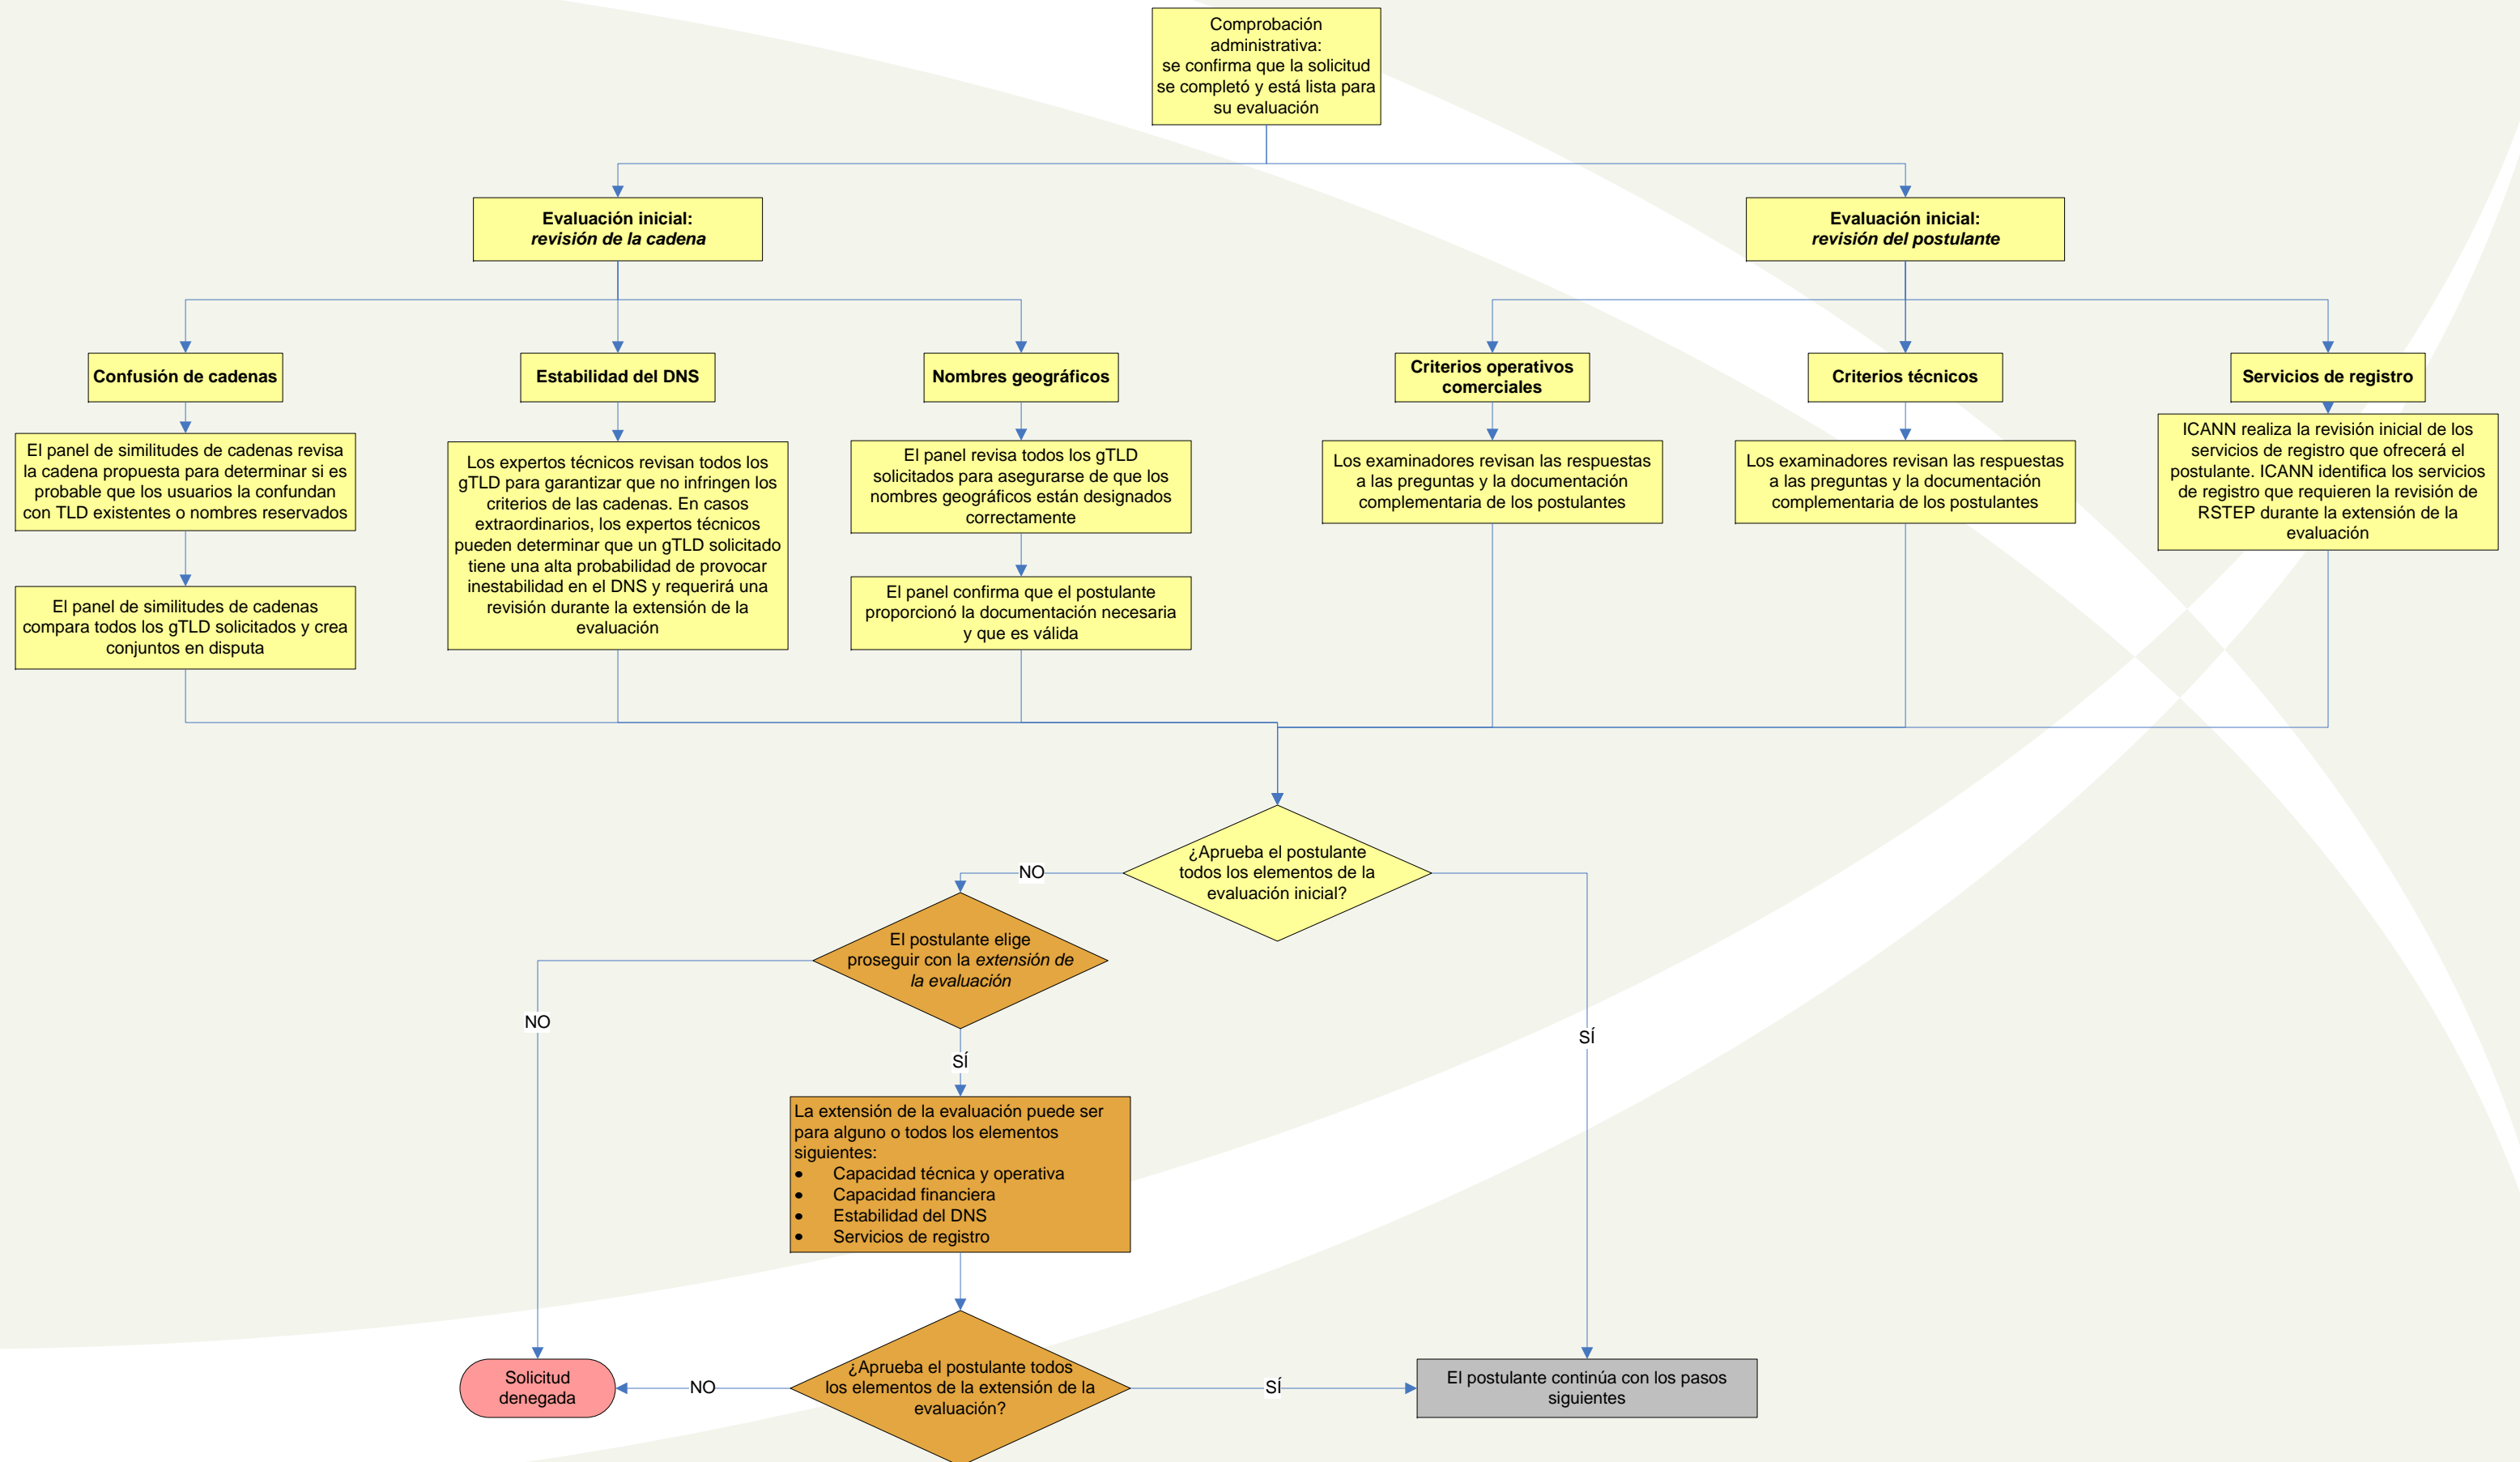 Comprobación
administrativa:
se confirma que la solicitud
se completó y está lista para
su evaluación
Evaluación inicial:
revisión de la cadena
Evaluación inicial:
revisión del postulante
Confusión de cadenas
Estabilidad del DNS
Nombres geográficos
Criterios operativos
comerciales
Criterios técnicos
Servicios de registro
El panel de similitudes de cadenas revisa
la cadena propuesta para determinar si es
probable que los usuarios la confundan
con TLD existentes o nombres reservados
Los expertos técnicos revisan todos los
gTLD para garantizar que no infringen los
criterios de las cadenas. En casos
extraordinarios, los expertos técnicos
pueden determinar que un gTLD solicitado
tiene una alta probabilidad de provocar
inestabilidad en el DNS y requerirá una
revisión durante la extensión de la
evaluación
El panel revisa todos los gTLD
solicitados para asegurarse de que los
nombres geográficos están designados
correctamente
Los examinadores revisan las respuestas
a las preguntas y la documentación
complementaria de los postulantes
Los examinadores revisan las respuestas
a las preguntas y la documentación
complementaria de los postulantes
ICANN realiza la revisión inicial de los
servicios de registro que ofrecerá el
postulante. ICANN identifica los servicios
de registro que requieren la revisión de
RSTEP durante la extensión de la
evaluación
El panel de similitudes de cadenas
compara todos los gTLD solicitados y crea
conjuntos en disputa
El panel confirma que el postulante
proporcionó la documentación necesaria
y que es válida
¿Aprueba el postulante
todos los elementos de la
evaluación inicial?
NO
El postulante elige
proseguir con la extensión de
la evaluación
NO
SÍ
SÍ
La extensión de la evaluación puede ser
para alguno o todos los elementos
siguientes:
• Capacidad técnica y operativa
• Capacidad financiera
• Estabilidad del DNS
• Servicios de registro
Solicitud
denegada
NO
¿Aprueba el postulante todos
los elementos de la extensión de la
evaluación?
SÍ
El postulante continúa con los pasos
siguientes